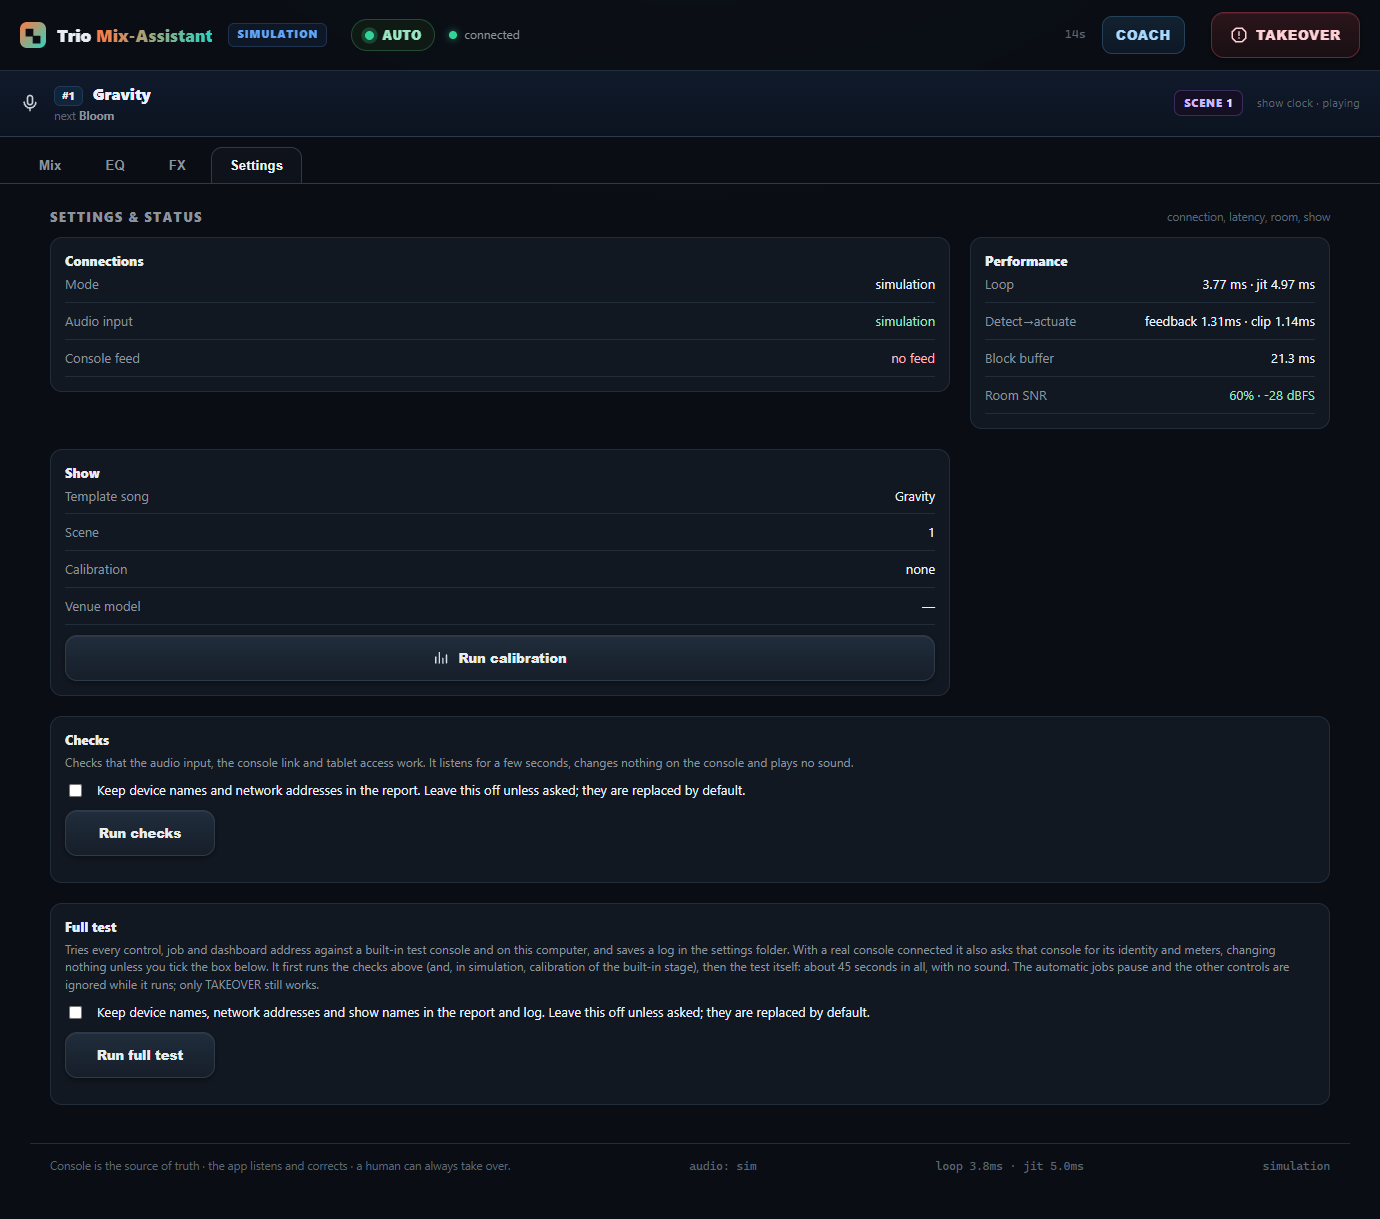 Trio Mix-Assistant
SIMULATION
AUTO
connected
14s
COACH
TAKEOVER
#1 Gravity
next Bloom
SCENE 1
show clock · playing
Mix
EQ
FX
Settings
SETTINGS & STATUS
connection, latency, room, show
Connections
Mode simulation
Audio input simulation
Console feed no feed
Performance
Loop 3.77 ms · jit 4.97 ms
Detect→actuate feedback 1.31ms · clip 1.14ms
Block buffer 21.3 ms
Room SNR 60% · -28 dBFS
Show
Template song Gravity
Scene 1
Calibration none
Venue model —
Run calibration
Checks
Checks that the audio input, the console link and tablet access work. It listens for a few seconds, changes nothing on the console and plays no sound.
Keep device names and network addresses in the report. Leave this off unless asked; they are replaced by default.
Run checks
Full test
Tries every control, job and dashboard address against a built-in test console and on this computer, and saves a log in the settings folder. With a real console connected it also asks that console for its identity and meters, changing
nothing unless you tick the box below. It first runs the checks above (and, in simulation, calibration of the built-in stage), then the test itself: about 45 seconds in all, with no sound. The automatic jobs pause and the other controls are
ignored while it runs; only TAKEOVER still works.
Keep device names, network addresses and show names in the report and log. Leave this off unless asked; they are replaced by default.
Run full test
Console is the source of truth · the app listens and corrects · a human can always take over.
audio: sim
loop 3.8ms · jit 5.0ms
simulation